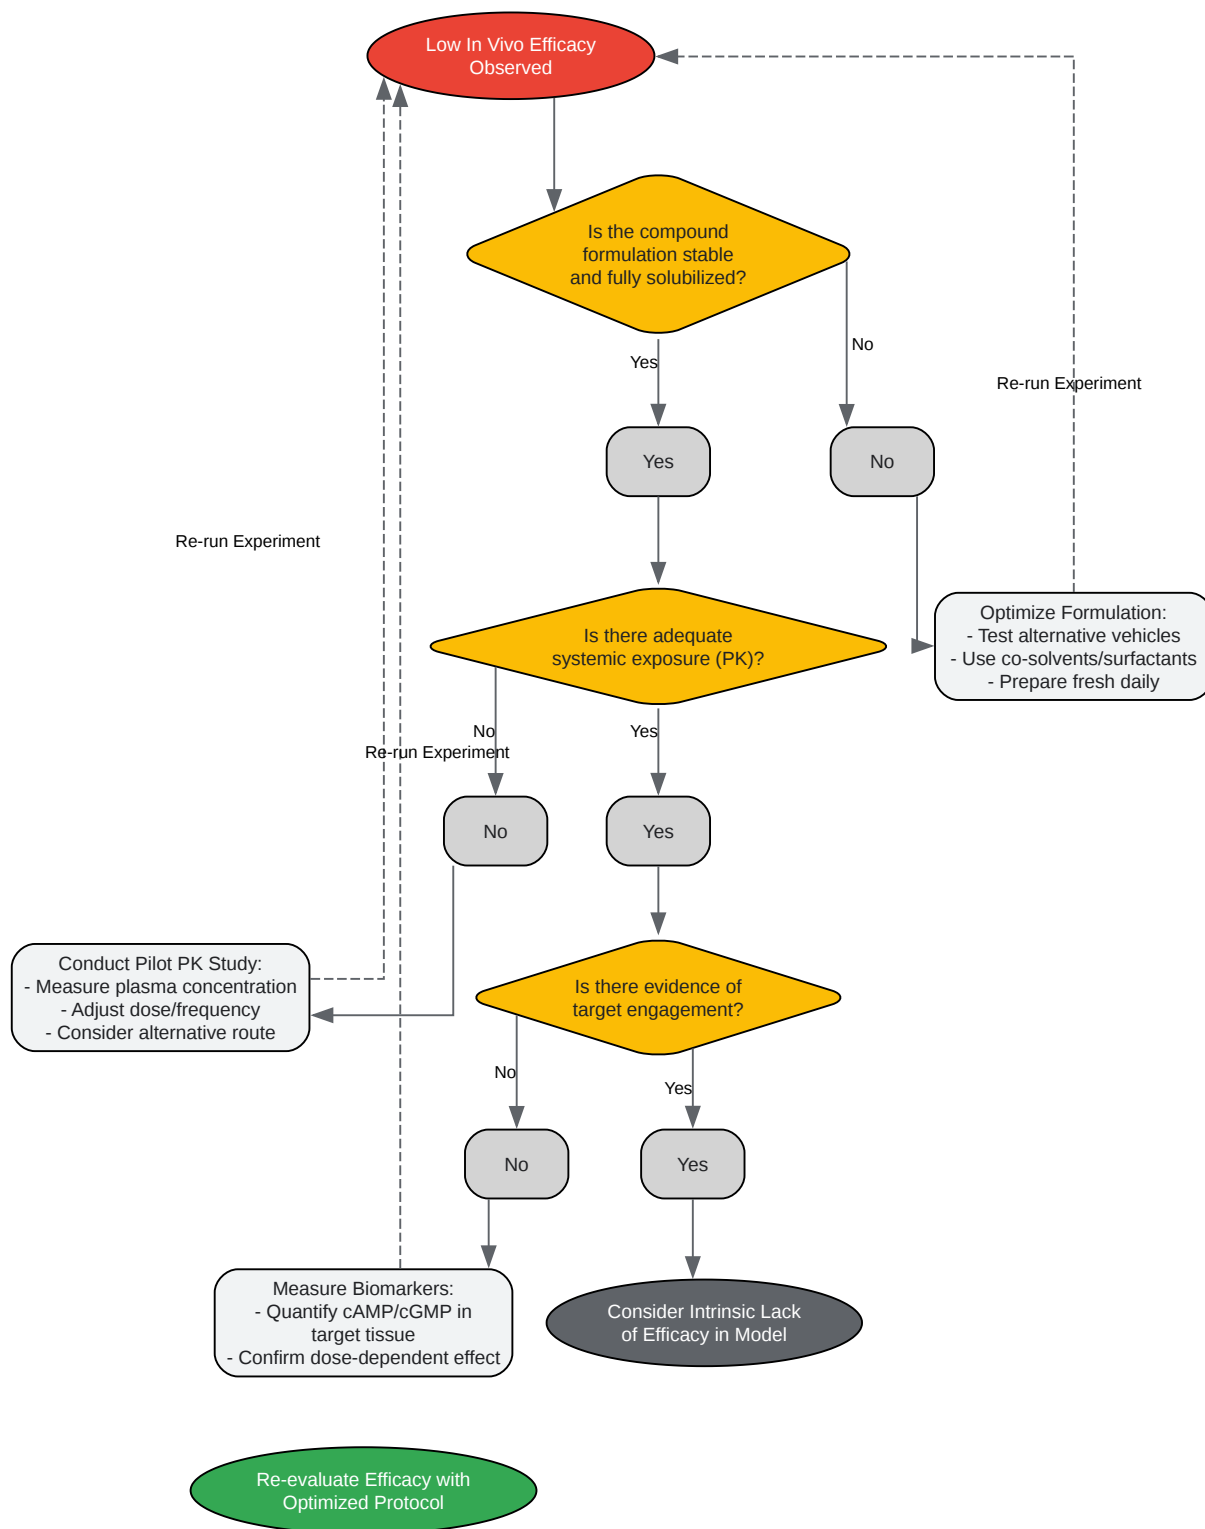 Low In Vivo Efficacy
Observed
Is the compound
formulation stable
and fully solubilized?
Yes
No
Re-run Experiment
Yes
No
Re-run Experiment
Optimize Formulation:
- Test alternative vehicles
- Use co-solvents/surfactants
- Prepare fresh daily
Is there adequate
systemic exposure (PK)?
No
Yes
Re-run Experiment
No
Yes
Conduct Pilot PK Study:
- Measure plasma concentration
- Adjust dose/frequency
- Consider alternative route
Is there evidence of
target engagement?
No
Yes
No
Yes
Measure Biomarkers:
- Quantify cAMP/cGMP in
target tissue
- Confirm dose-dependent effect
Consider Intrinsic Lack
of Efficacy in Model
Re-evaluate Efficacy with
Optimized Protocol